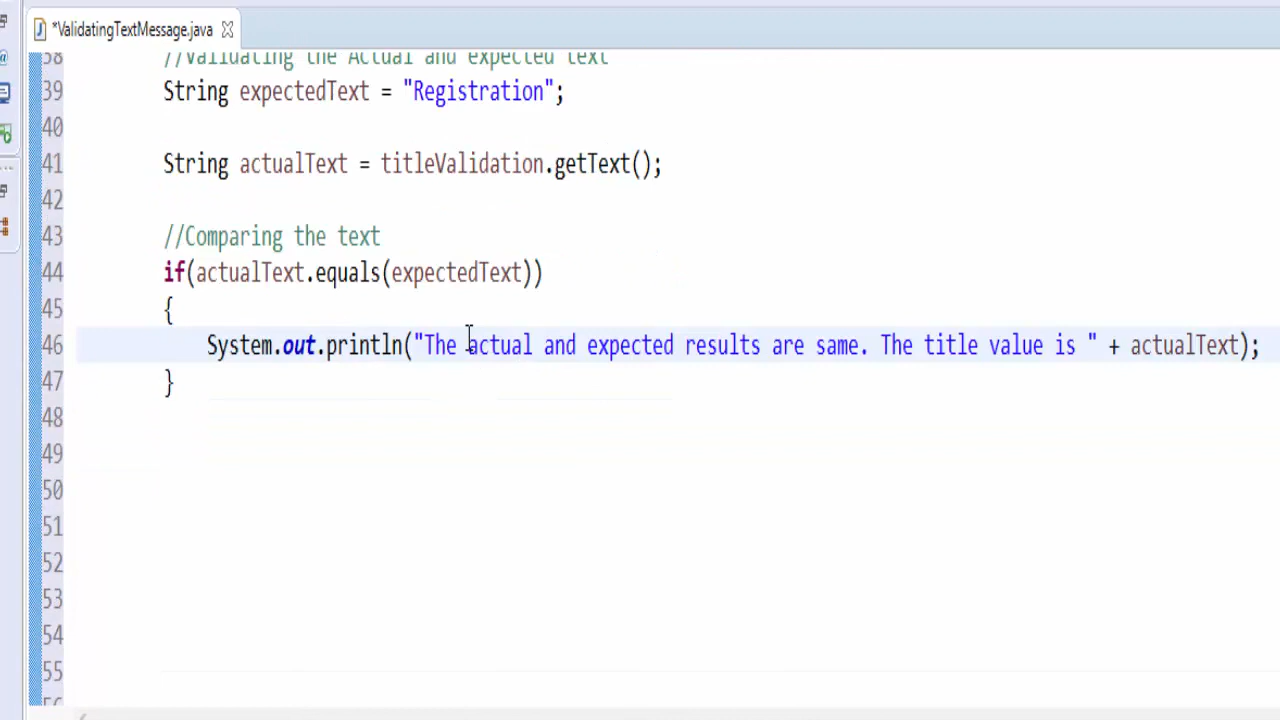 *ValidatingTextMessage.java
38 //Validating the Actual and expected text
39 String expectedText = "Registration";
40
41 String actualText = titleValidation.getText();
42
43 //Comparing the text
44 if(actualText.equals(expectedText))
45 {
46 System.out.println("The actual and expected results are same. The title value is " + actualText);
47 }
48
49
50
51
52
53
54
55
56